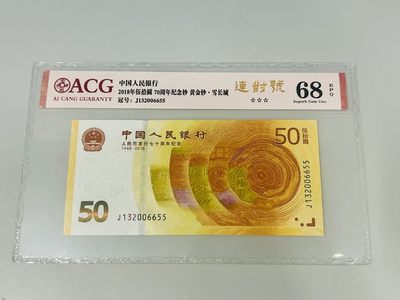 ACG
AI CANG GUARANTY
中国人民银行
2018年伍拾圆 70周年纪念钞 黄金钞·雪长城
冠号: J132006655
連對號
☆☆☆
68
EPQ
Superb Gem Unc
中国人民银行
人民币发行七十周年纪念
1948-2018
50
伍拾圆
J132006655
50
J132006655